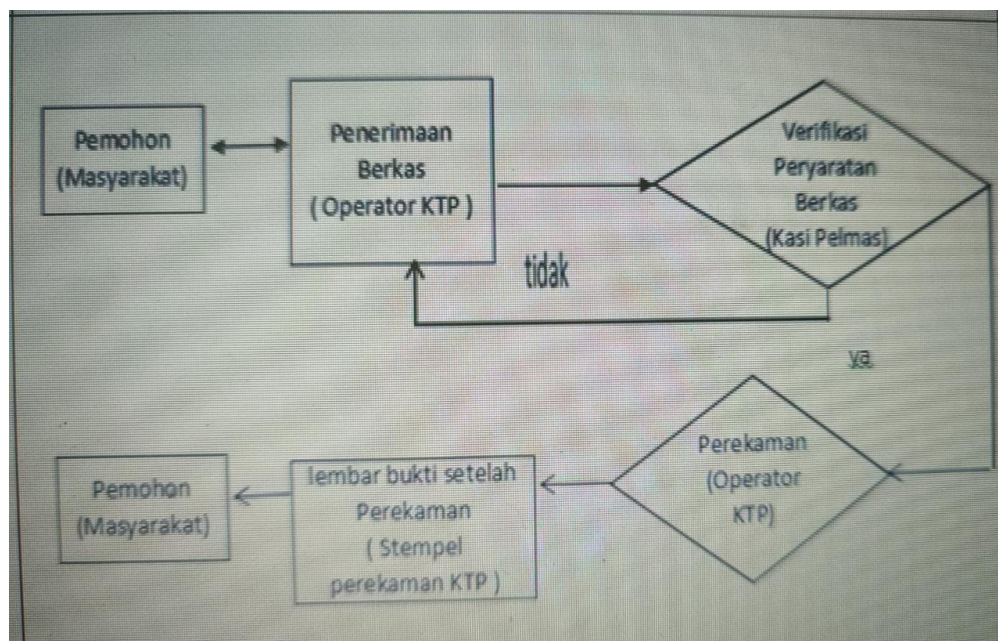 Pemohon
(Masyarakat)
Penerimaan
Berkas
( Operator KTP )
Verifikasi
Peryaratan
Berkas
(Kasi Pelmas)
tidak
ya
Perekaman
(Operator
KTP)
lembar bukti setelah
Perekaman
( Stempel
perekaman KTP )
Pemohon
(Masyarakat)